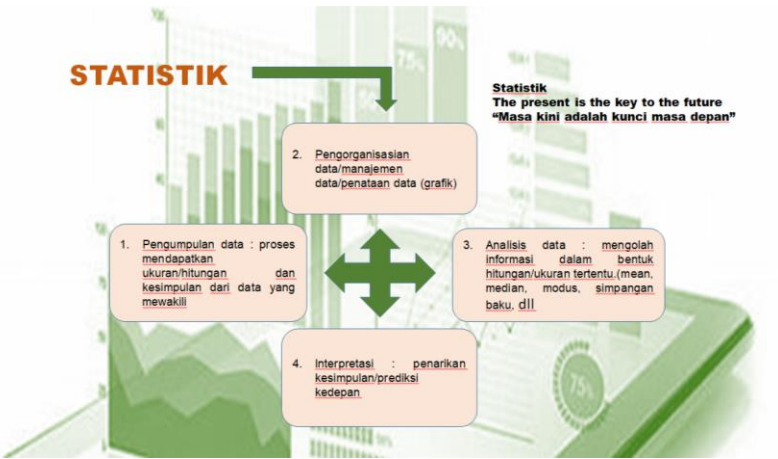 STATISTIK
Statistik
The present is the key to the future
“Masa kini adalah kunci masa depan”
2. Pengorganisasian
data/manajemen
data/penataan data (grafik)
1. Pengumpulan data : proses
mendapatkan
ukuran/hitungan dan
kesimpulan dari data yang
mewakili
3. Analisis data : mengolah
informasi dalam bentuk
hitungan/ukuran tertentu.(mean,
median, modus, simpangan
baku, dll
4. Interpretasi : penarikan
kesimpulan/prediksi
kedepan
75%
90%
75%